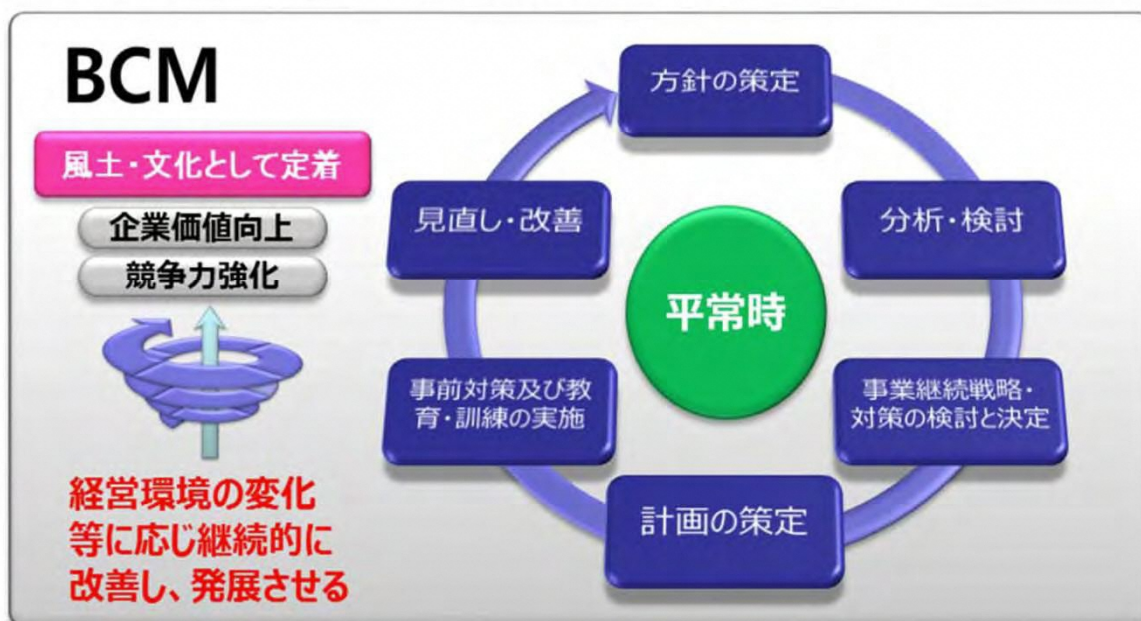 BCM
風土・文化として定着
企業価値向上
競争力強化
経営環境の変化
等に応じ継続的に
改善し、発展させる
方針の策定
分析・検討
事業継続戦略・
対策の検討と決定
計画の策定
事前対策及び教
育・訓練の実施
見直し・改善
平常時